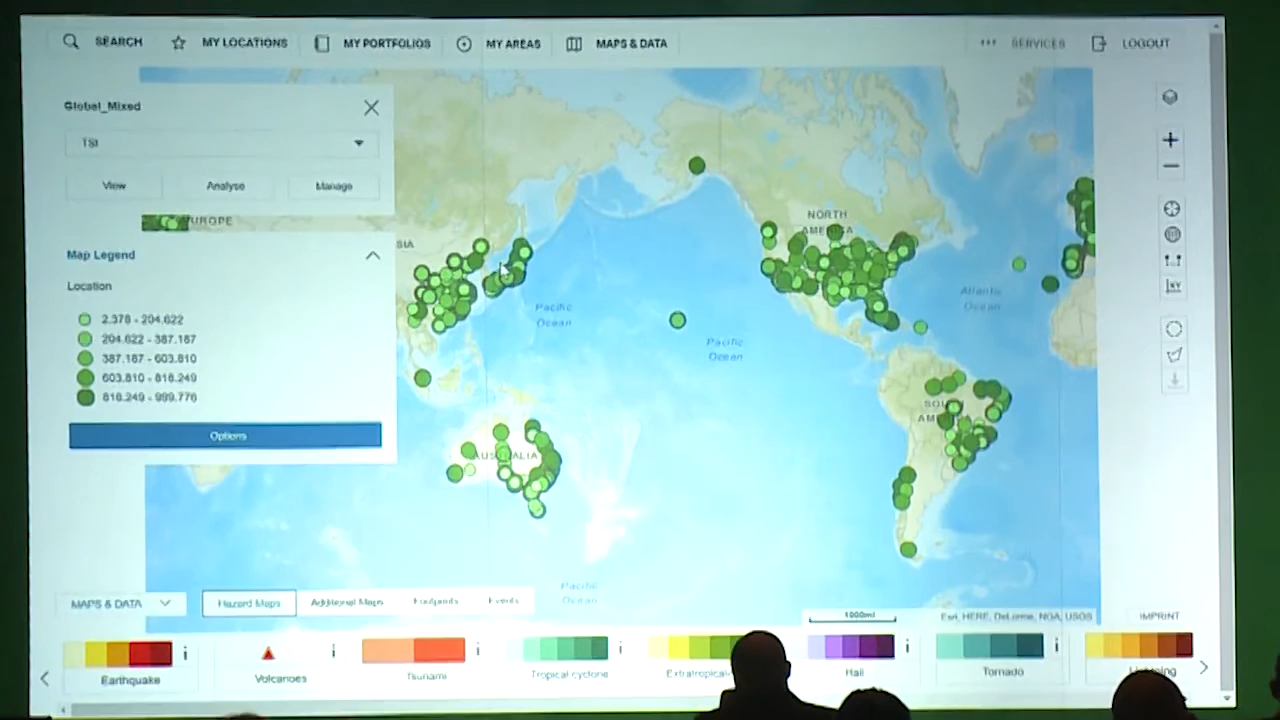 SEARCH
MY LOCATIONS
MY PORTFOLIOS
MY AREAS
MAPS & DATA
SERVICES
LOGOUT
Global_Mixed
TSI
View
Analyse
Manage
EUROPE
Map Legend
Location
2.378 - 204.622
204.622 - 387.187
387.187 - 603.810
603.810 - 818.249
818.249 - 999.776
Options
SIA
NORTH
AMERICA
Pacific
Ocean
Pacific
Ocean
Atlantic
Ocean
AUSTRALIA
Pacific
Ocean
MAPS & DATA
Hazard Maps
Additional Maps
Footprints
Events
1000mi
Esri, HERE, DeLorme, NGA, USGS
IMPRINT
Earthquake
Volcanoes
Tsunami
Tropical cyclone
Extratropical
Hail
Tornado